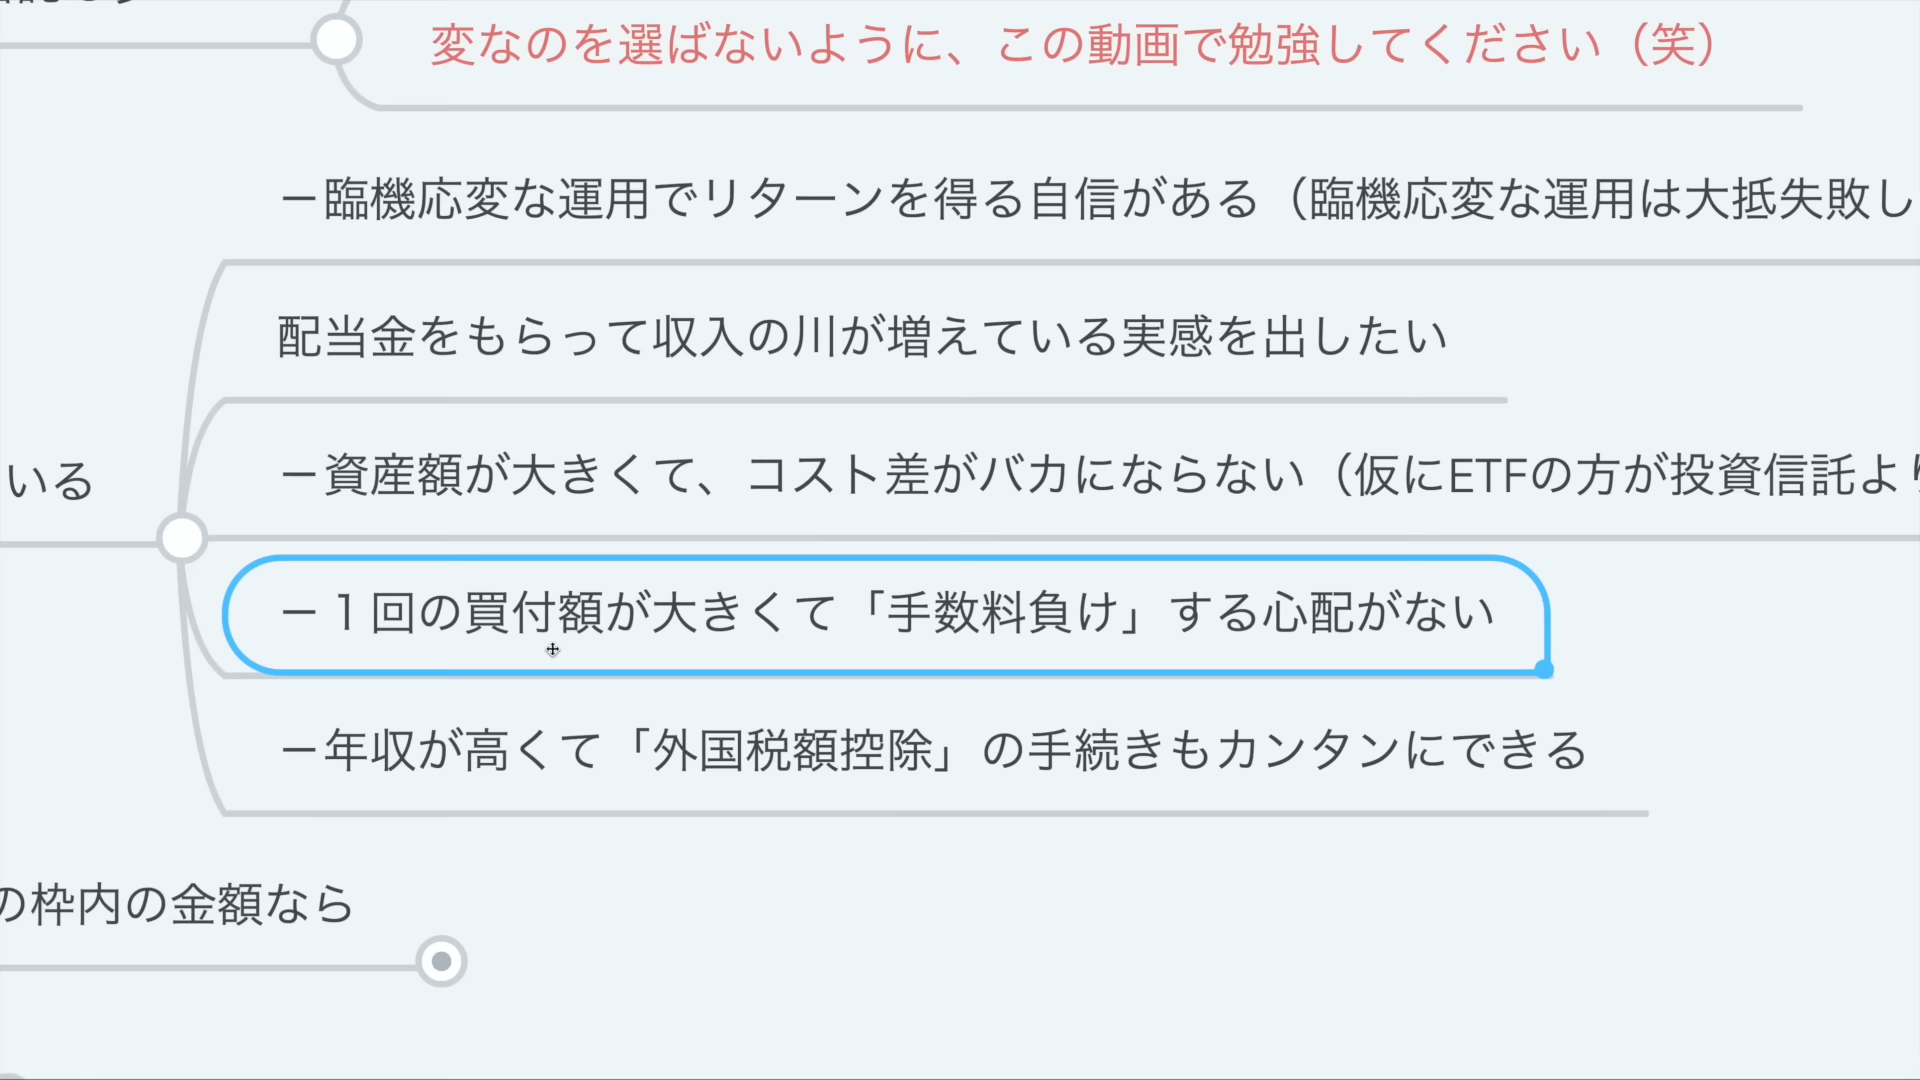 変なのを選ばないように、この動画で勉強してください（笑）
－臨機応変な運用でリターンを得る自信がある（臨機応変な運用は大抵失敗し
配当金をもらって収入の川が増えている実感を出したい
－資産額が大きくて、コスト差がバカにならない（仮にETFの方が投資信託より
いる
－１回の買付額が大きくて「手数料負け」する心配がない
－年収が高くて「外国税額控除」の手続きもカンタンにできる
の枠内の金額なら